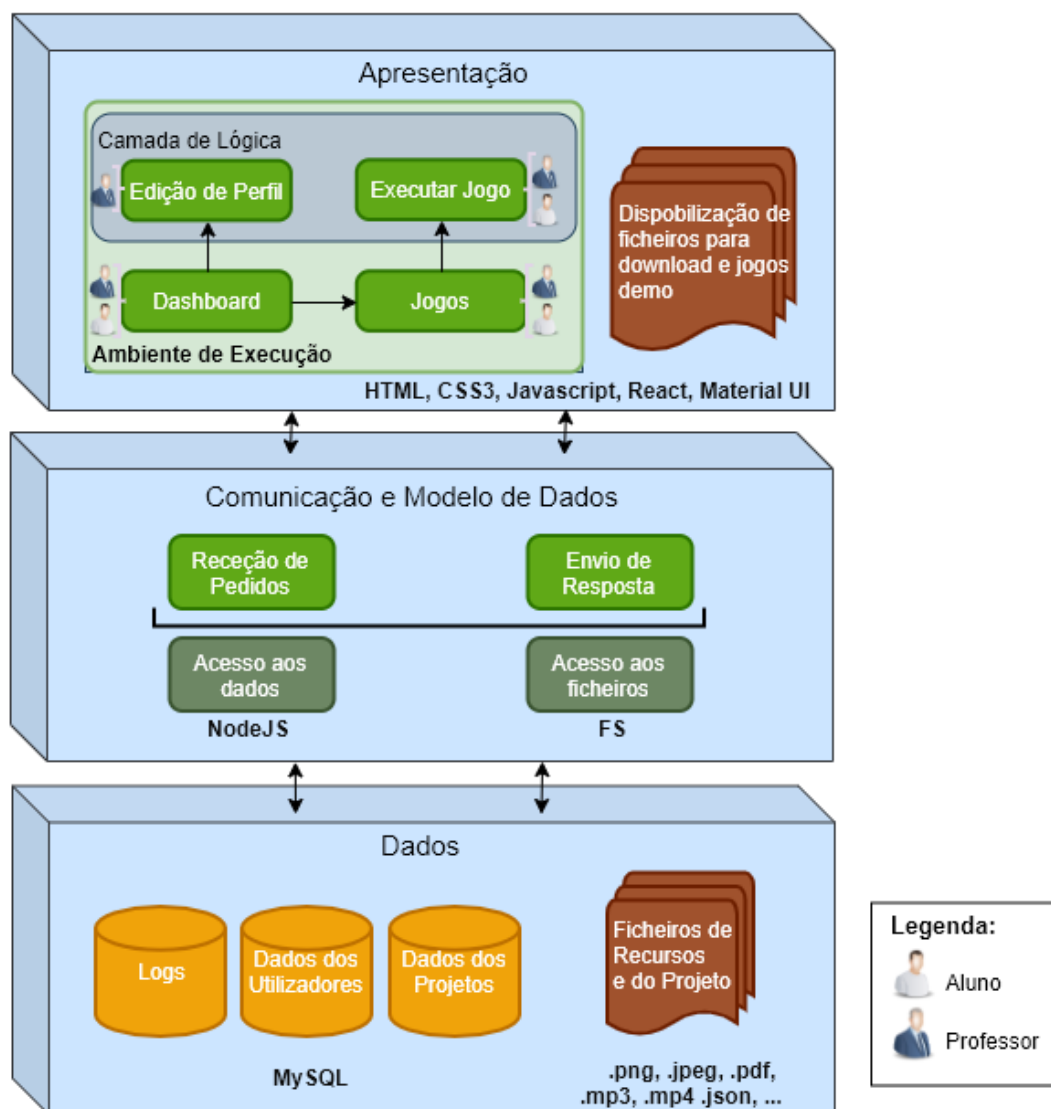 Apresentação
Camada de Lógica
Edição de Perfil
Executar Jogo
Dashboard
Jogos
Ambiente de Execução
Dispobilização de
ficheiros para
download e jogos
demo
HTML, CSS3, Javascript, React, Material UI
Comunicação e Modelo de Dados
Receção de
Pedidos
Envio de
Resposta
Acesso aos
dados
Acesso aos
ficheiros
NodeJS
FS
Dados
Logs
Dados dos
Utilizadores
Dados dos
Projetos
Ficheiros de
Recursos
e do Projeto
MySQL
.png, .jpeg, .pdf,
.mp3, .mp4 .json, ...
Legenda:
Aluno
Professor